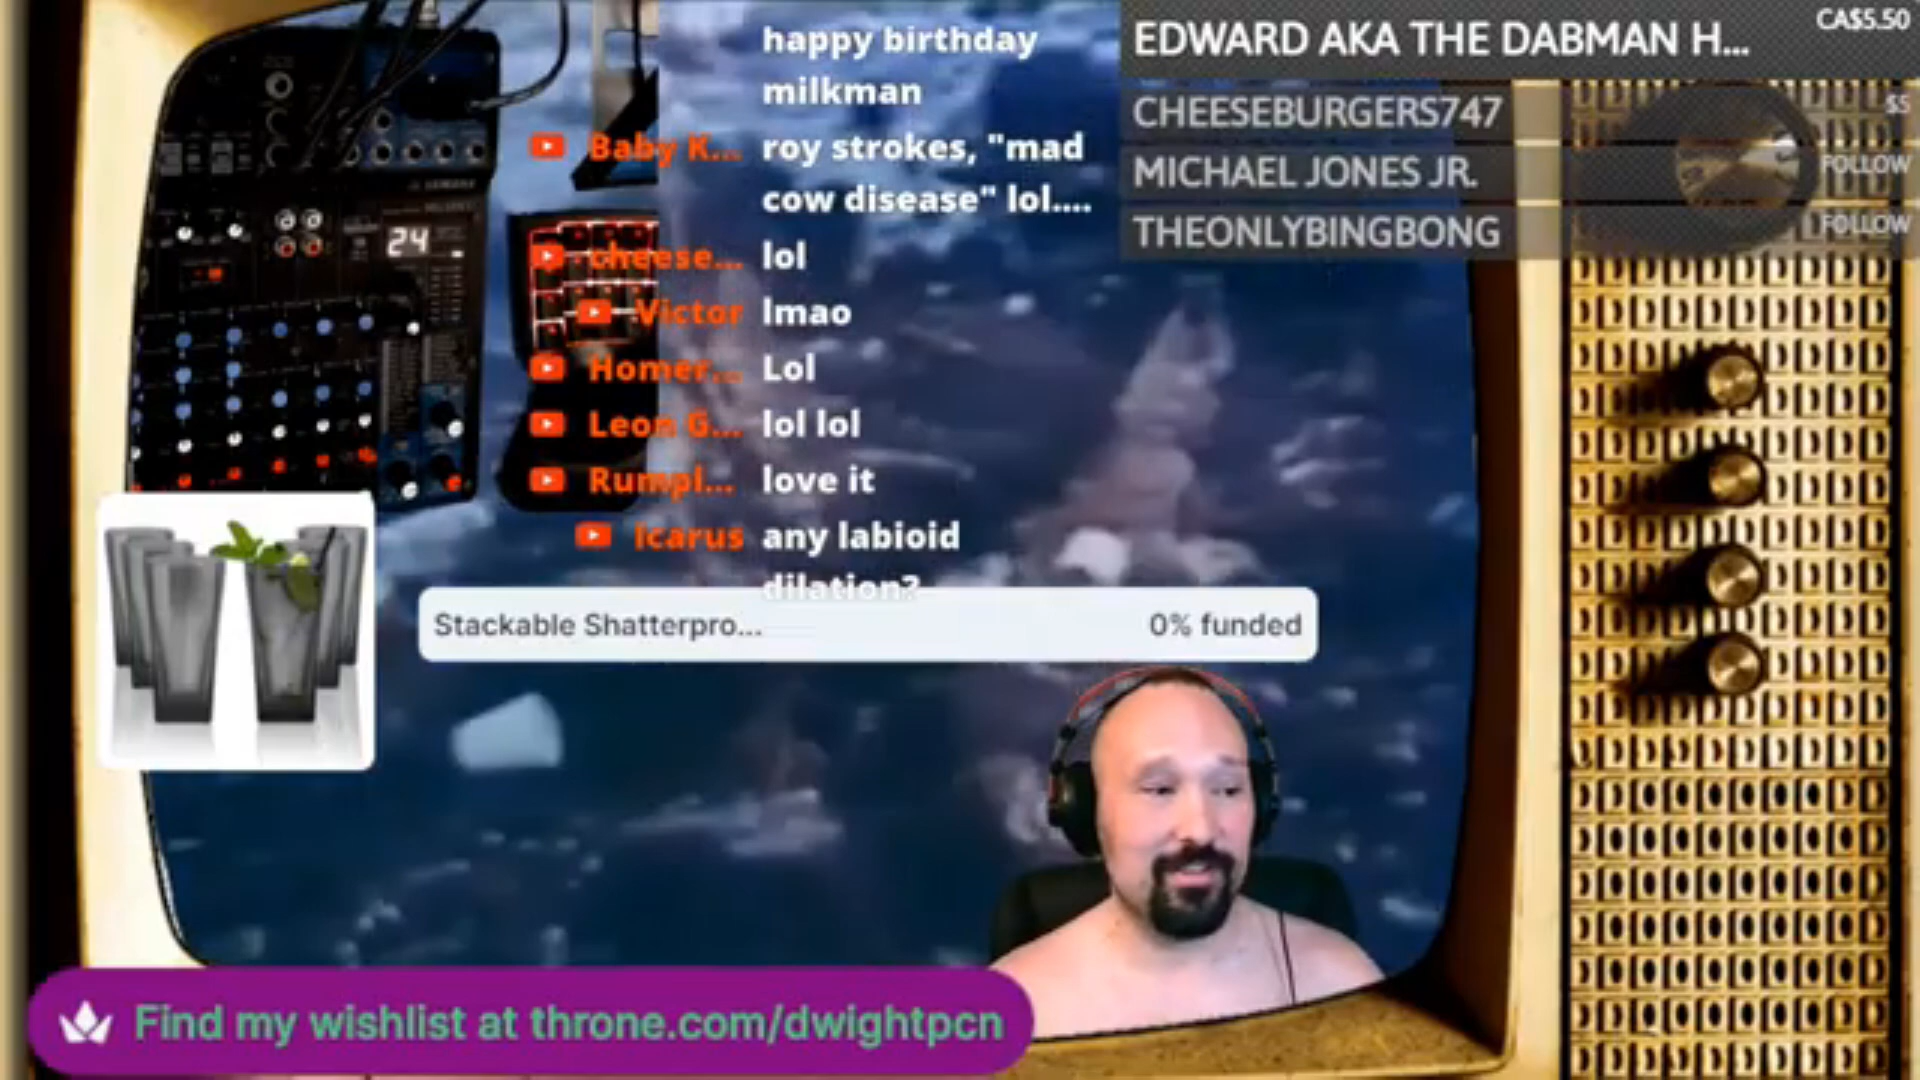 EDWARD AKA THE DABMAN H...
CA$5.50
CHEESEBURGERS747
$5
MICHAEL JONES JR.
FOLLOW
THEONLYBINGBONG
FOLLOW
happy birthday
milkman
Baby K... roy strokes, "mad
cow disease" lol....
cheese... lol
Victor lmao
Homer... Lol
Leon G... lol lol
Rumpl... love it
Icarus any labioid
dilation?
24
Stackable Shatterpro... 0% funded
Find my wishlist at throne.com/dwightpcn